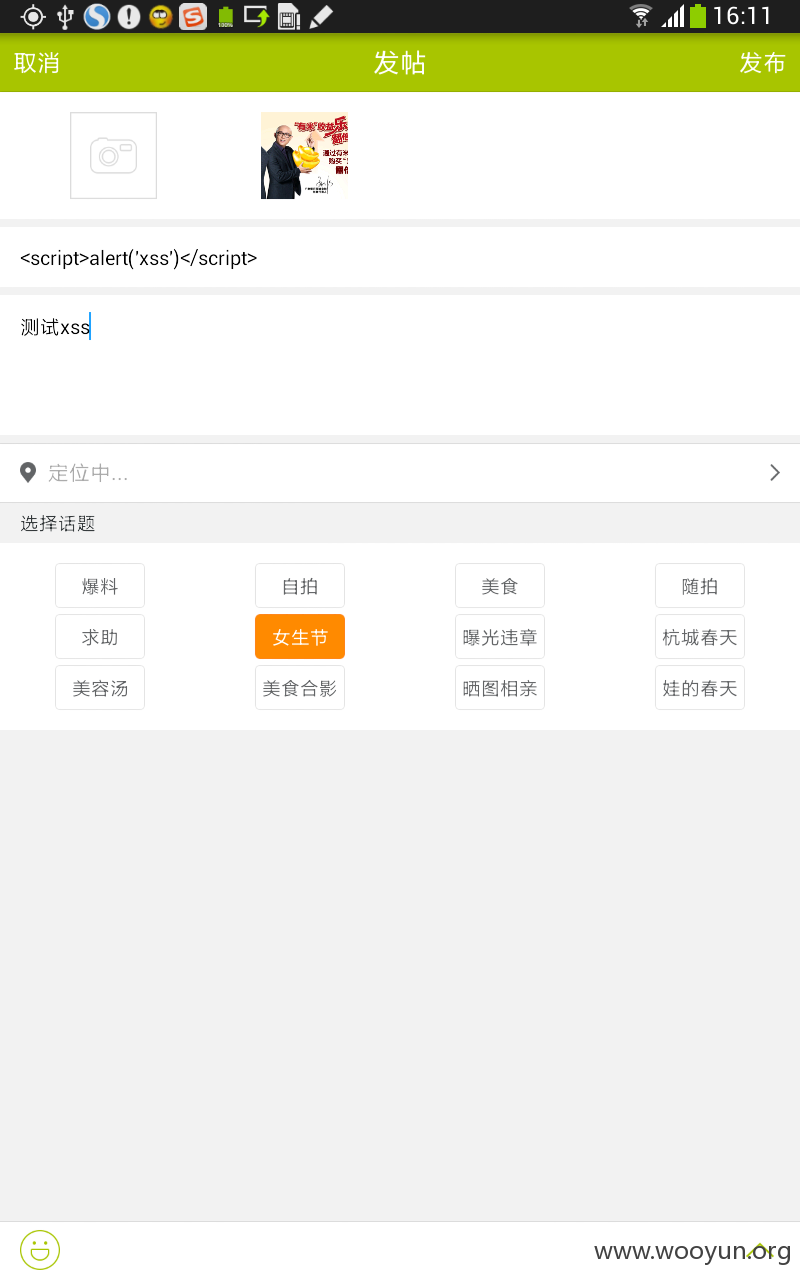 16:11
取消 发帖 发布
<script>alert('xss')</script>
测试xss
定位中...
选择话题
爆料 自拍 美食 随拍
求助 女生节 曝光违章 杭城春天
美容汤 美食合影 晒图相亲 娃的春天
www.wooyun.org